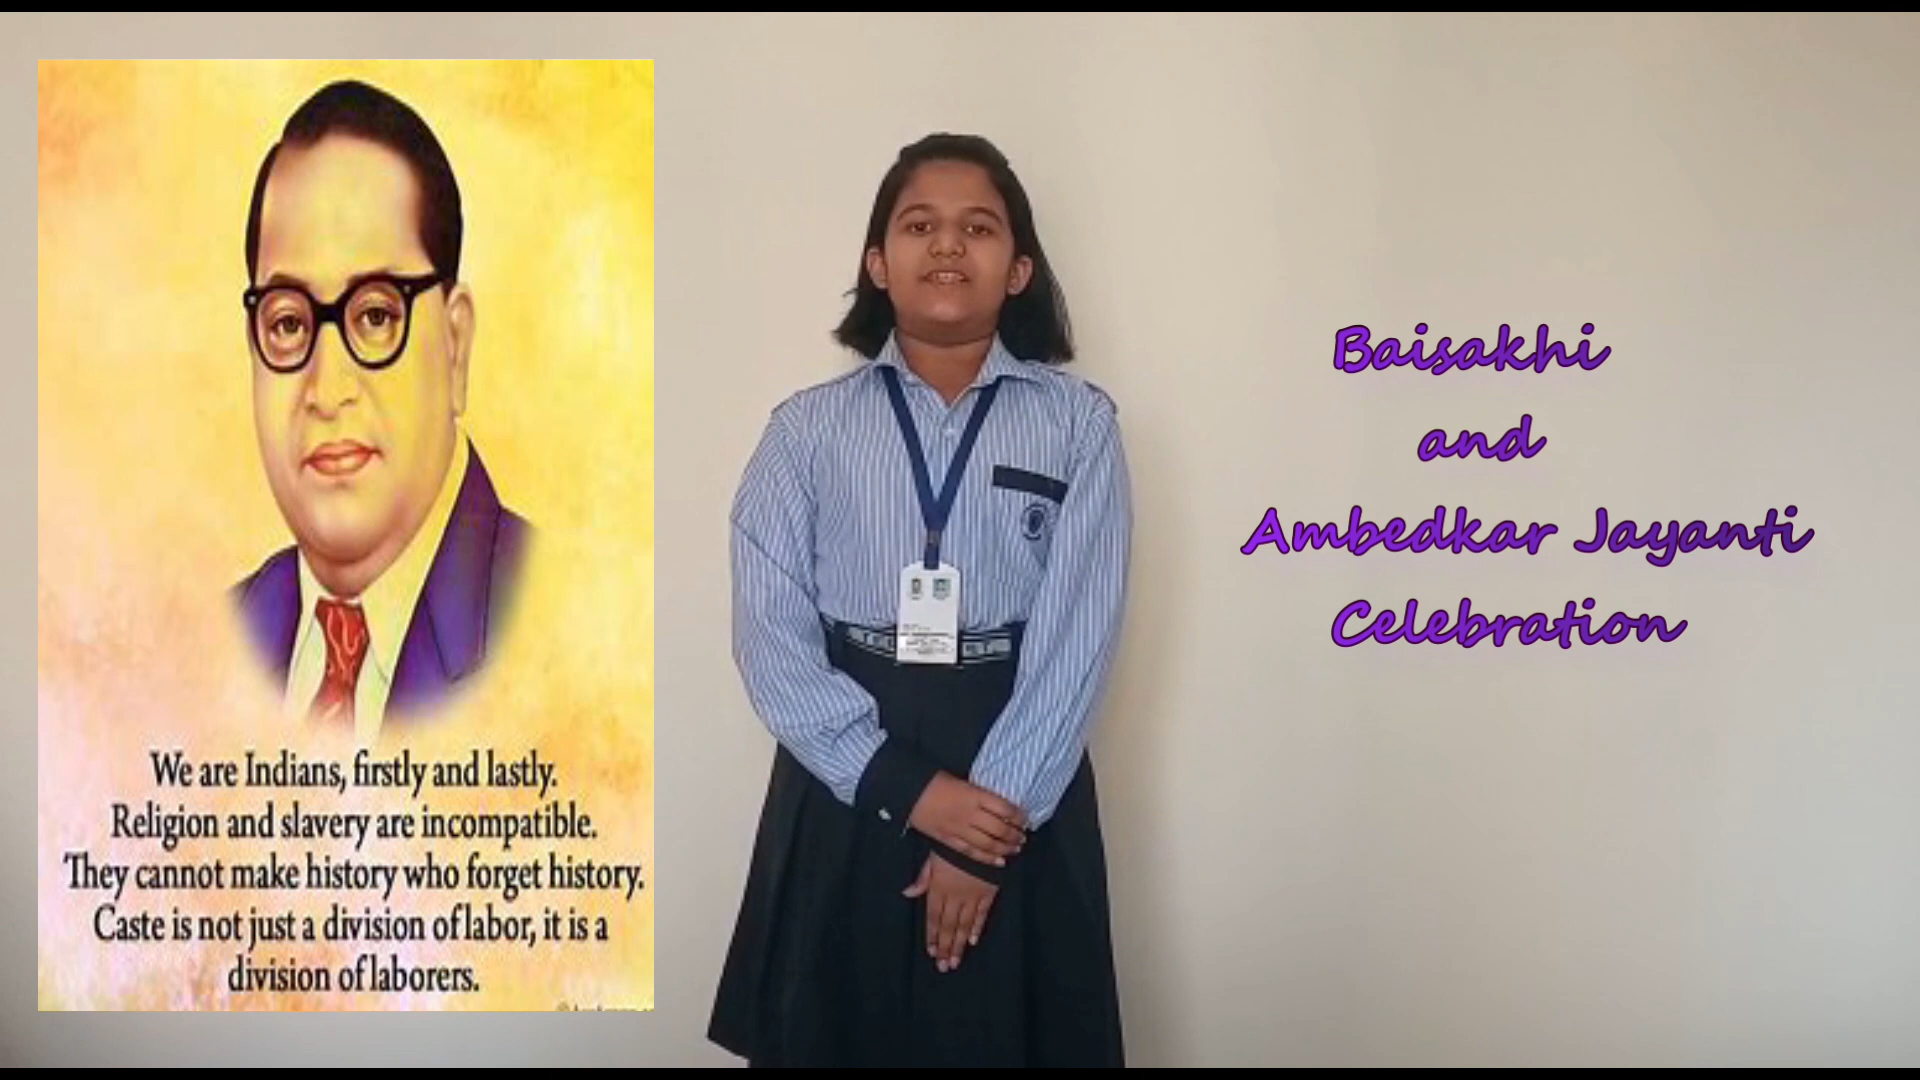 We are Indians, firstly and lastly.
Religion and slavery are incompatible.
They cannot make history who forget history.
Caste is not just a division of labor, it is a
division of laborers.
Baisakhi
and
Ambedkar Jayanti
Celebration